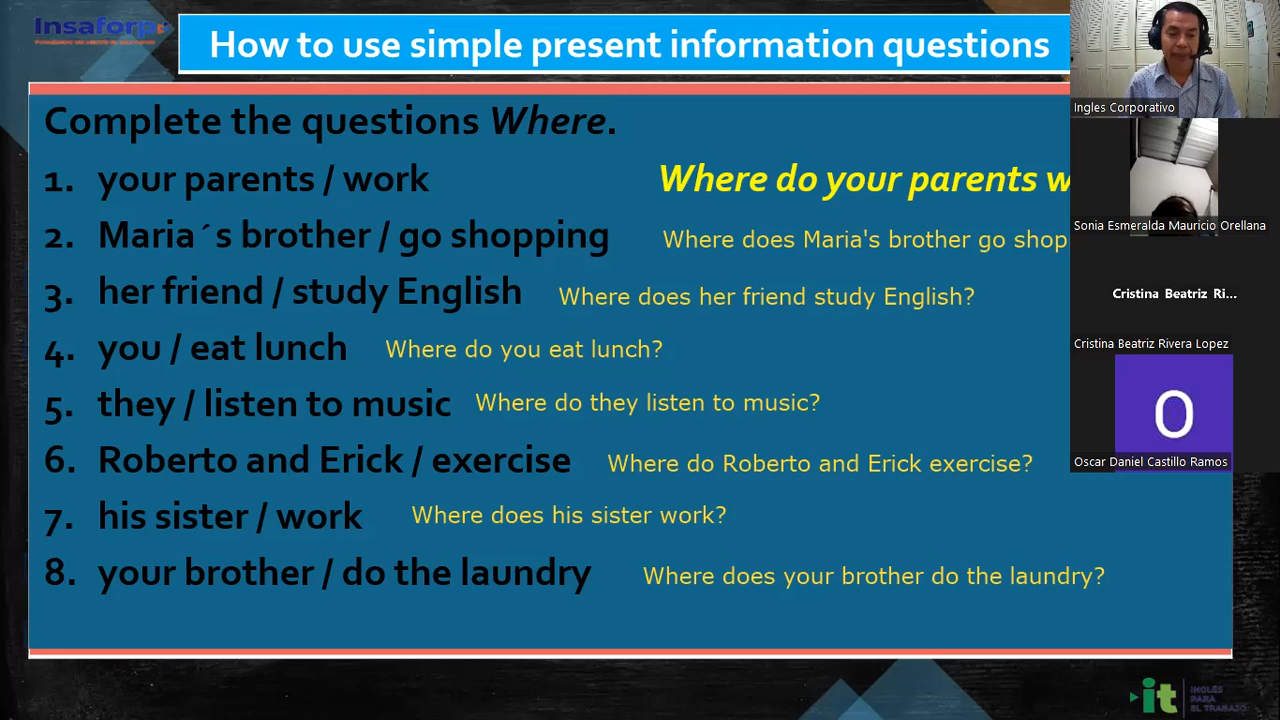 Insaforp
How to use simple present information questions
Complete the questions Where.
1. your parents / work Where do your parents w
2. Maria´s brother / go shopping Where does Maria's brother go shop
3. her friend / study English Where does her friend study English?
4. you / eat lunch Where do you eat lunch?
5. they / listen to music Where do they listen to music?
6. Roberto and Erick / exercise Where do Roberto and Erick exercise?
7. his sister / work Where does his sister work?
8. your brother / do the laundry Where does your brother do the laundry?
Ingles Corporativo
Sonia Esmeralda Mauricio Orellana
Cristina Beatriz Ri...
Cristina Beatriz Rivera Lopez
O
Oscar Daniel Castillo Ramos
it
INGLÉS
PARA
EL TRABAJO